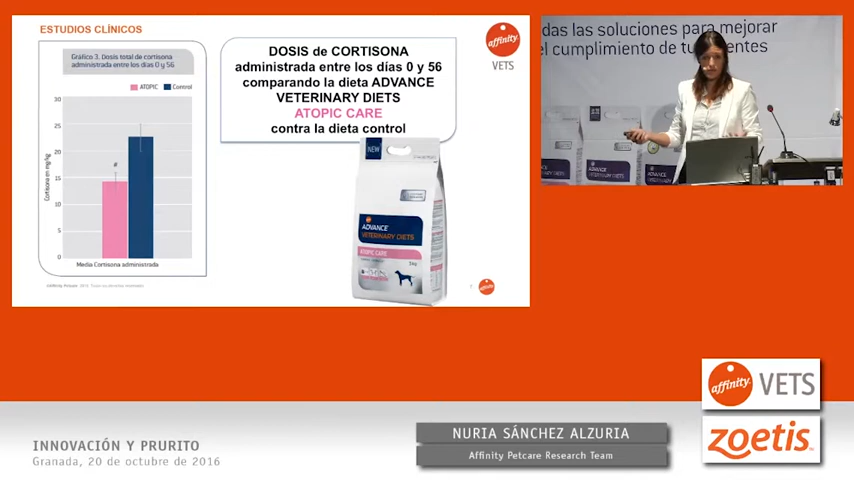 ESTUDIOS CLÍNICOS
Gráfico 3. Dosis total de cortisona
administrada entre los días 0 y 56
ATOPIC
Control
Cortisona en mg/kg
30
25
20
15
10
5
0
#
Media Cortisona administrada
DOSIS de CORTISONA
administrada entre los días 0 y 56
comparando la dieta ADVANCE
VETERINARY DIETS
ATOPIC CARE
contra la dieta control
affinity
VETS
NEW
ADVANCE
VETERINARY DIETS
ATOPIC CARE
das las soluciones para mejorar
el cumplimiento de tu
entes
affinity
VETS
zoetis
NURIA SÁNCHEZ ALZURIA
Affinity Petcare Research Team
INNOVACIÓN Y PRURITO
Granada, 20 de octubre de 2016